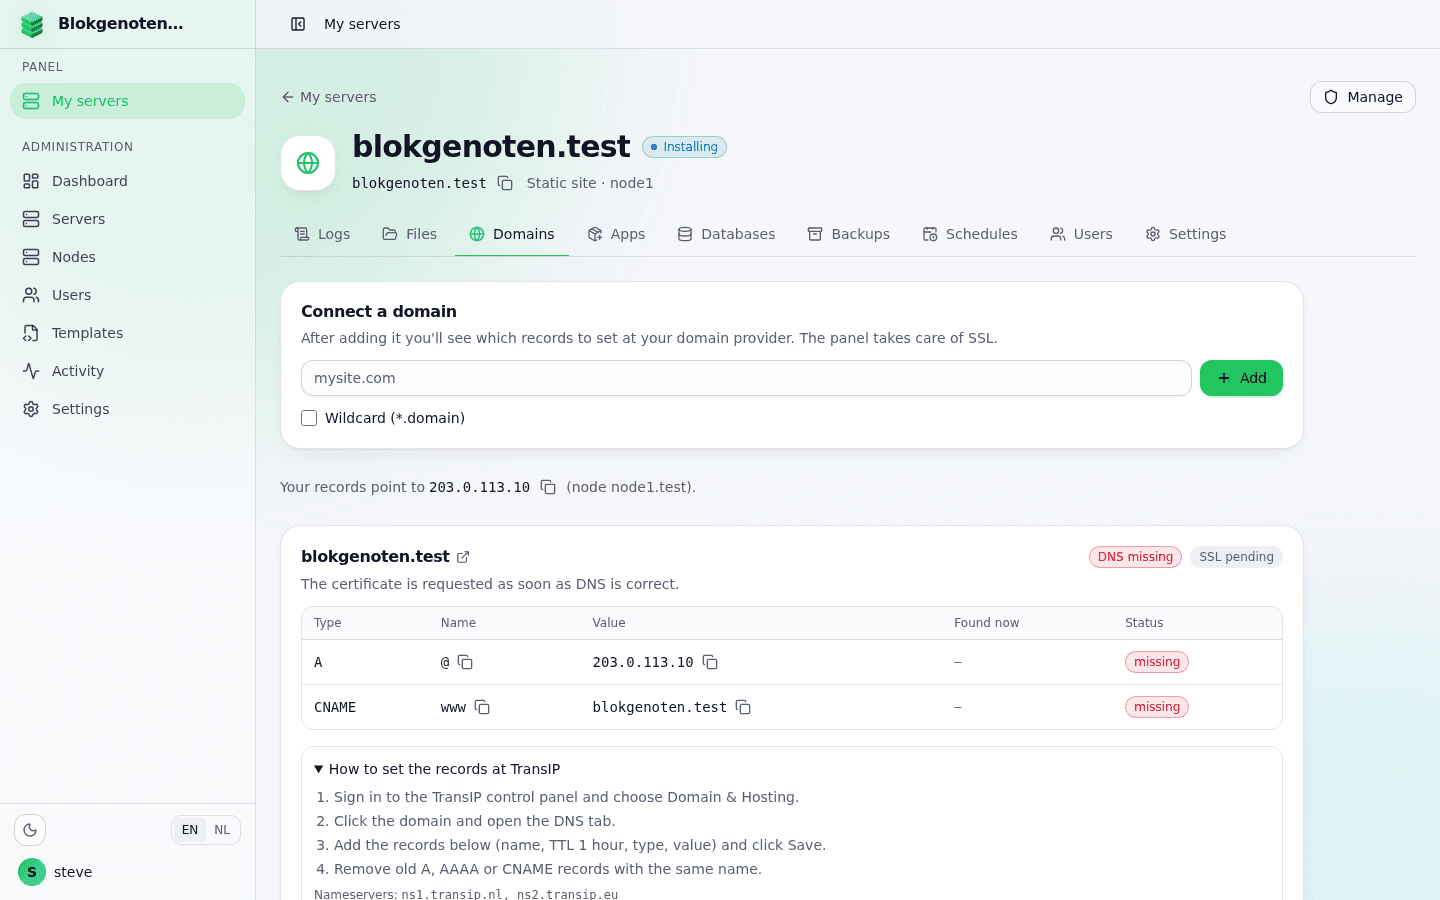 Blokgenoten...
My servers
PANEL
My servers
ADMINISTRATION
Dashboard
Servers
Nodes
Users
Templates
Activity
Settings
EN NL
S steve
My servers
Manage
blokgenoten.test Installing
blokgenoten.test Static site · node1
Logs Files Domains Apps Databases Backups Schedules Users Settings
Connect a domain
After adding it you'll see which records to set at your domain provider. The panel takes care of SSL.
mysite.com
Add
Wildcard (*.domain)
Your records point to 203.0.113.10 (node node1.test).
blokgenoten.test DNS missing SSL pending
The certificate is requested as soon as DNS is correct.
Type Name Value Found now Status
A @ 203.0.113.10 – missing
CNAME www blokgenoten.test – missing
How to set the records at TransIP
1. Sign in to the TransIP control panel and choose Domain & Hosting.
2. Click the domain and open the DNS tab.
3. Add the records below (name, TTL 1 hour, type, value) and click Save.
4. Remove old A, AAAA or CNAME records with the same name.
Nameservers: ns1.transip.nl, ns2.transip.eu